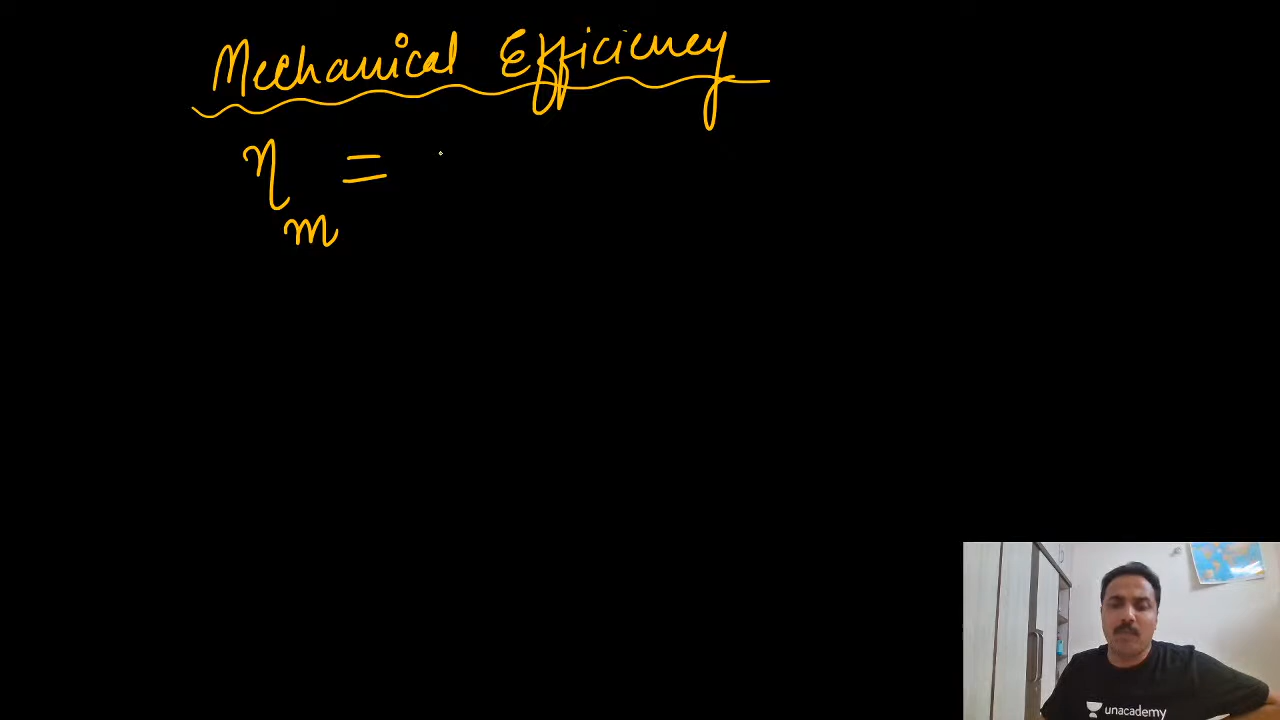 Mechanical Efficiency
η =
m
unacademy